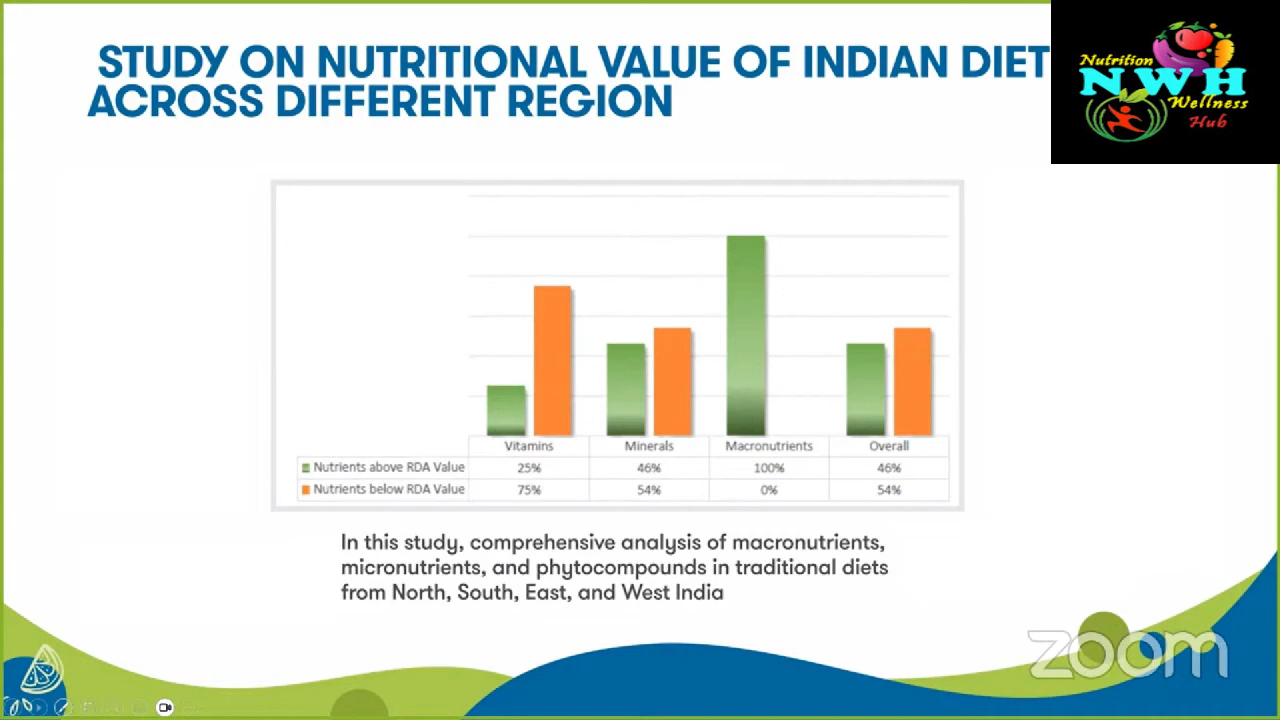 STUDY ON NUTRITIONAL VALUE OF INDIAN DIET
ACROSS DIFFERENT REGION
Nutrition
NWH
Wellness
Hub
Vitamins Minerals Macronutrients Overall
Nutrients above RDA Value 25% 46% 100% 46%
Nutrients below RDA Value 75% 54% 0% 54%
In this study, comprehensive analysis of macronutrients,
micronutrients, and phytocompounds in traditional diets
from North, South, East, and West India
zoom